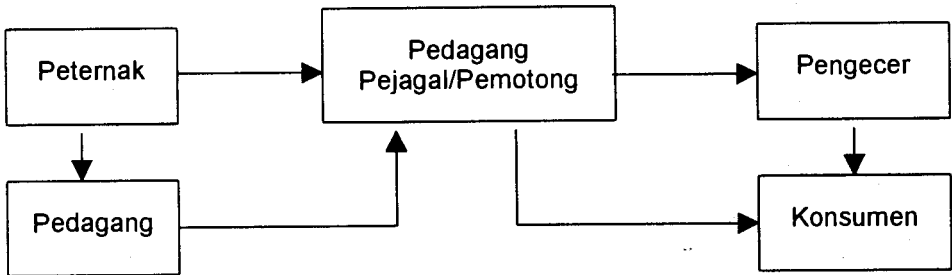 Peternak
Pedagang
Pejagal/Pemotong
Pengecer
Pedagang
Konsumen